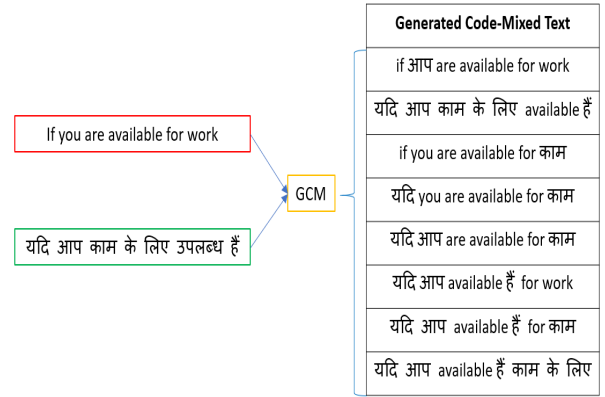 If you are available for work
यदि आप काम के लिए उपलब्ध हैं
GCM
Generated Code-Mixed Text
if आप are available for work
यदि आप काम के लिए available हैं
if you are available for काम
यदि you are available for काम
यदि आप are available for काम
यदि आप available हैं for work
यदि आप available हैं for काम
यदि आप available हैं काम के लिए